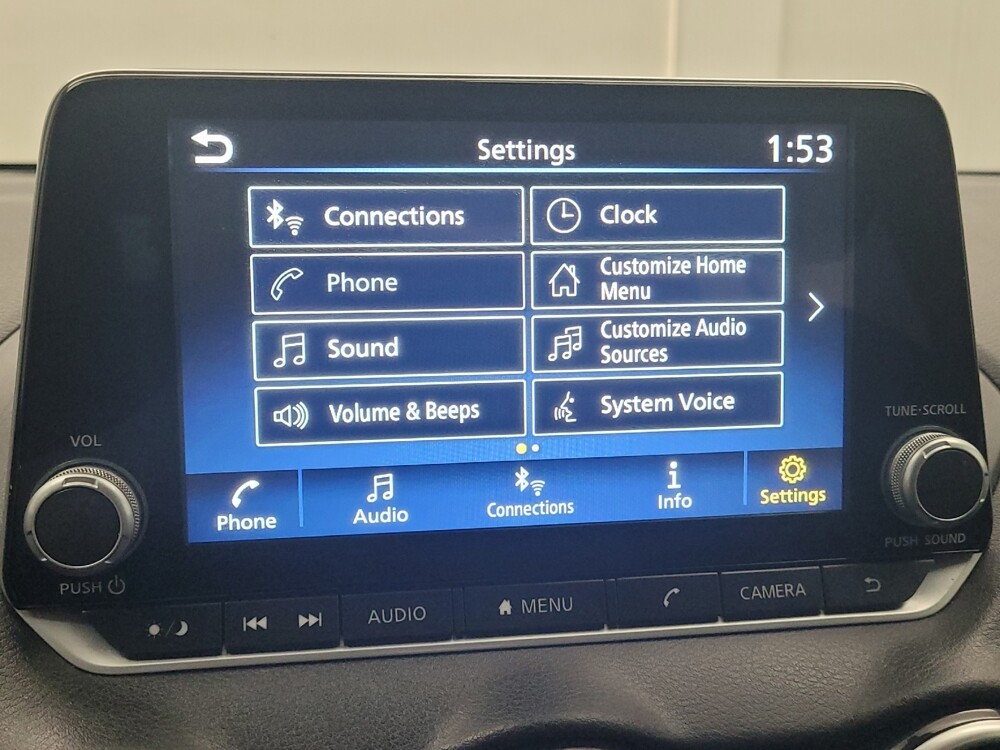 Settings
1:53
Connections
Clock
Phone
Customize Home
Menu
Sound
Customize Audio
Sources
Volume & Beeps
System Voice
Phone
Audio
Connections
Info
Settings
VOL
PUSH
TUNE·SCROLL
PUSH SOUND
AUDIO
MENU
CAMERA